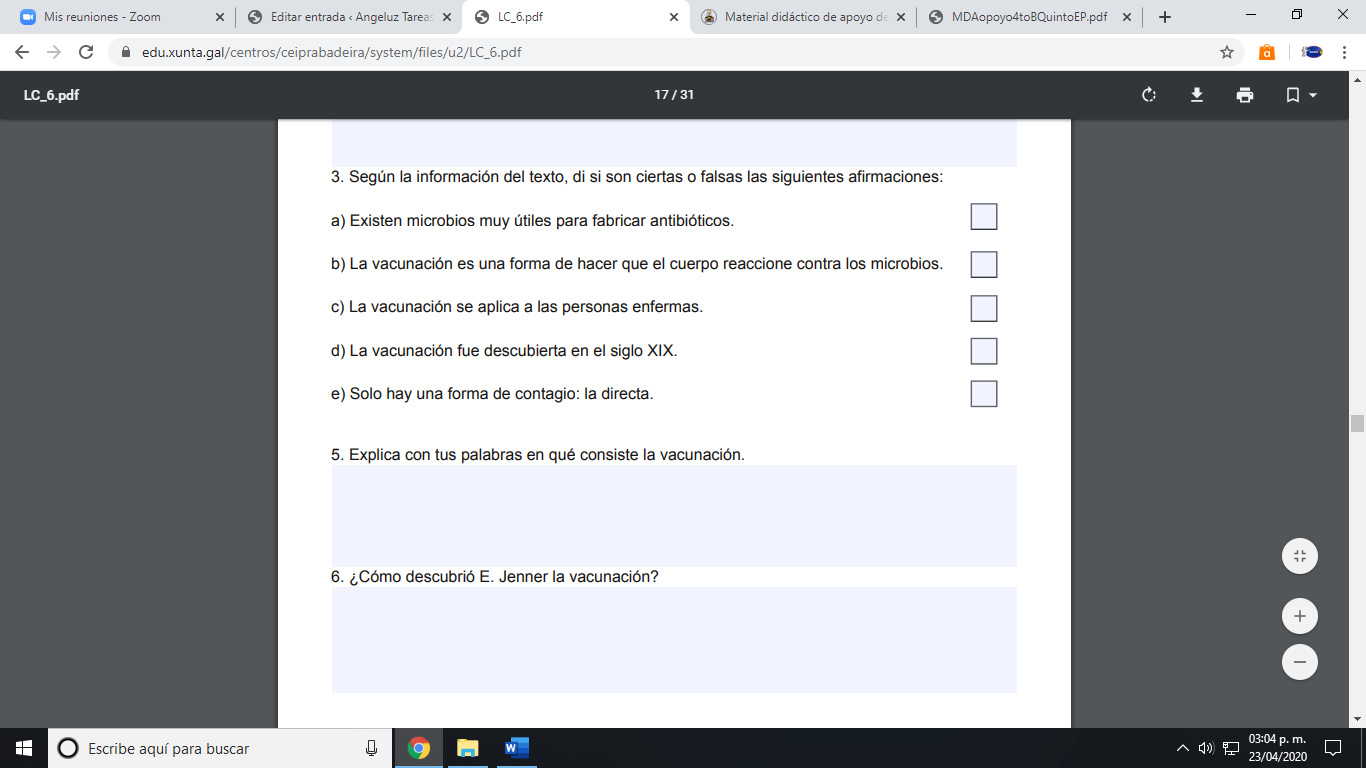 Mis reuniones - Zoom
Editar entrada ‹ Angeluz Tareas
LC_6.pdf
Material didáctico de apoyo de
MDAopoyo4toBQuintoEP.pdf
edu.xunta.gal/centros/ceiprabadeira/system/files/u2/LC_6.pdf
LC_6.pdf
17 / 31
3. Según la información del texto, di si son ciertas o falsas las siguientes afirmaciones:
a) Existen microbios muy útiles para fabricar antibióticos.
b) La vacunación es una forma de hacer que el cuerpo reaccione contra los microbios.
c) La vacunación se aplica a las personas enfermas.
d) La vacunación fue descubierta en el siglo XIX.
e) Solo hay una forma de contagio: la directa.
5. Explica con tus palabras en qué consiste la vacunación.
6. ¿Cómo descubrió E. Jenner la vacunación?
Escribe aquí para buscar
03:04 p. m.
23/04/2020